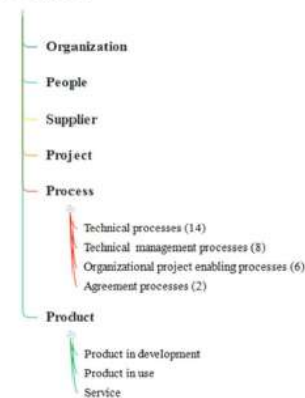 Organization
People
Supplier
Project
Process
Technical processes (14)
Technical management processes (8)
Organizational project enabling processes (6)
Agreement processes (2)
Product
Product in development
Product in use
Service